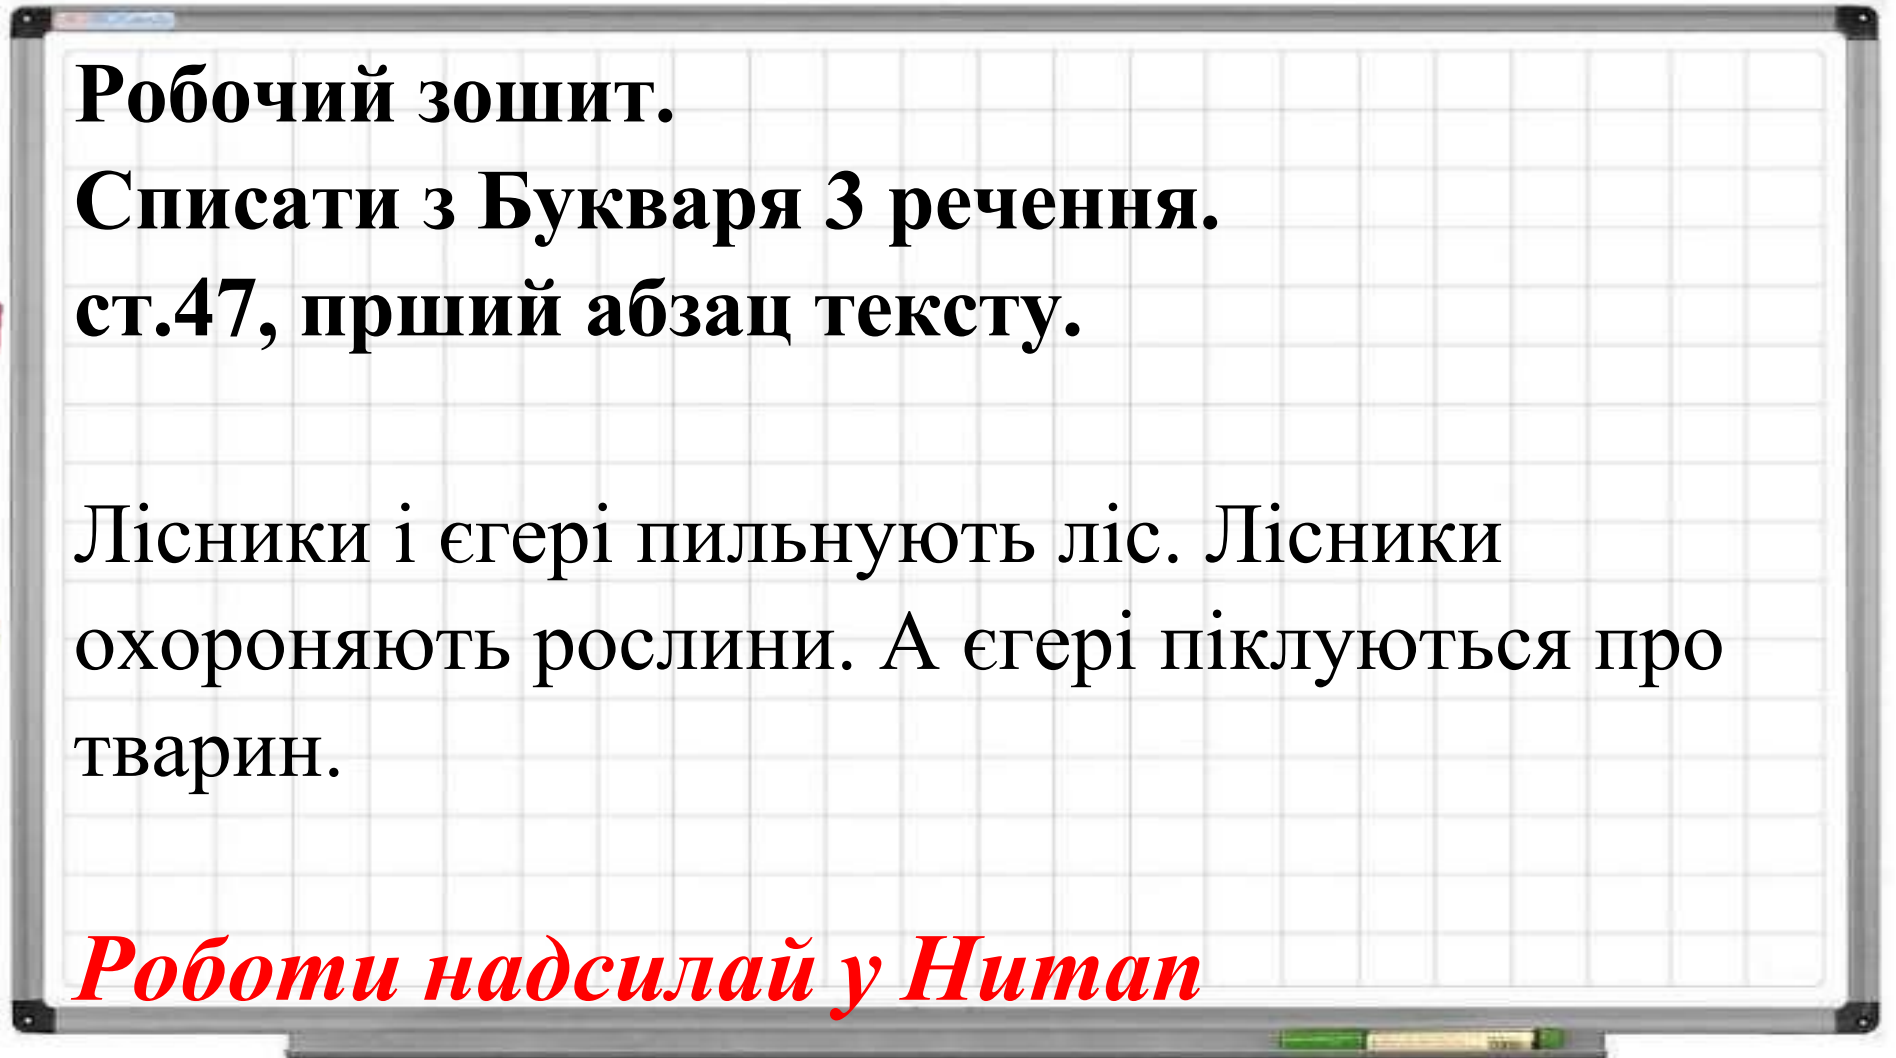 Робочий зошит.
Списати з Букваря 3 речення.
ст.47, прший абзац тексту.
Лісники і єгері пильнують ліс. Лісники
охороняють рослини. А єгері піклуються про
тварин.
Роботи надсилай у Нитап